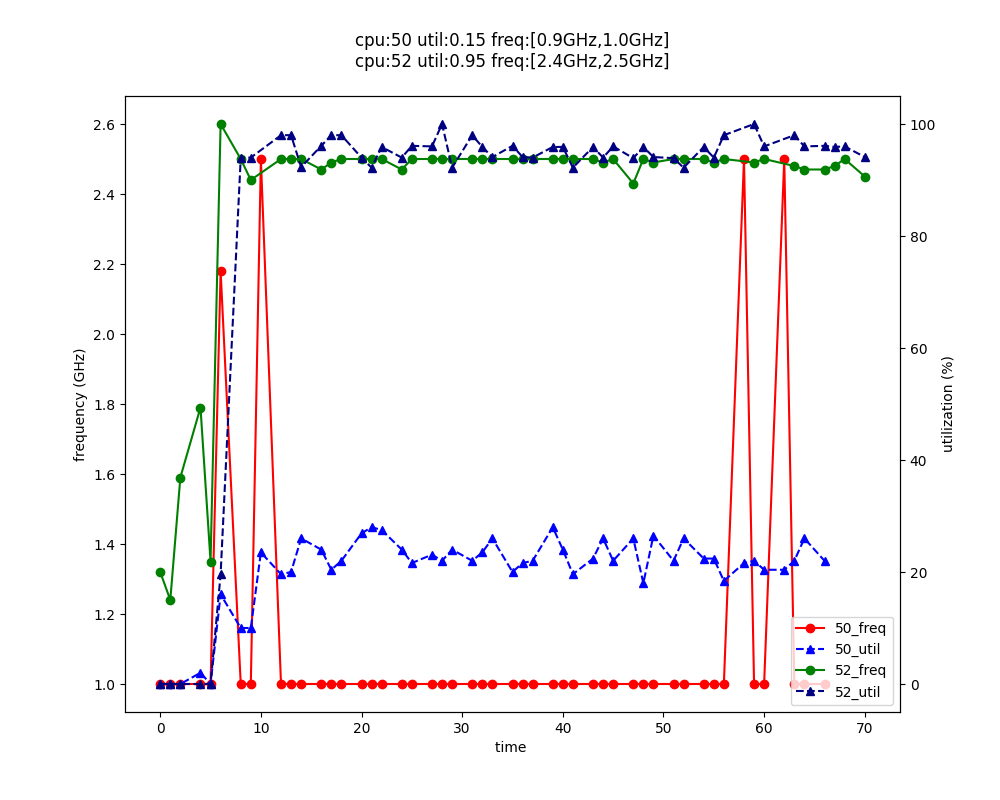 cpu:50 util:0.15 freq:[0.9GHz,1.0GHz]
cpu:52 util:0.95 freq:[2.4GHz,2.5GHz]
2.6
2.4
2.2
2.0
1.8
1.6
1.4
1.2
1.0
frequency (GHz)
100
80
60
40
20
0
utilization (%)
50_freq
50_util
52_freq
52_util
0 10 20 30 40 50 60 70
time